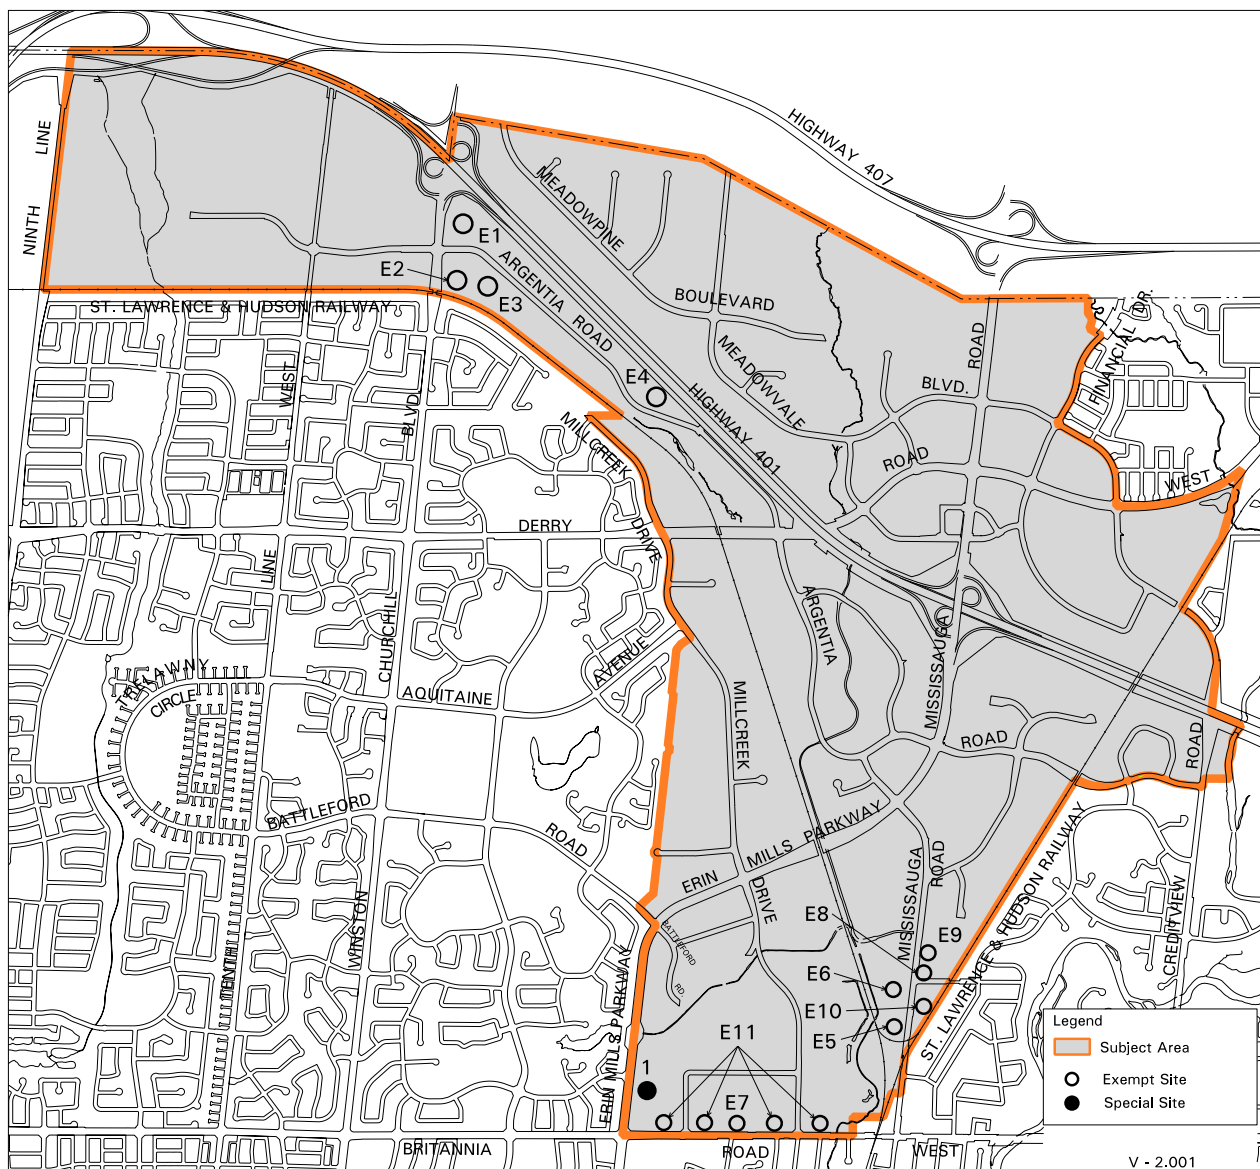 HIGHWAY 407
NINTH LINE
MEADOWPINE
BOULEVARD
E1
E2
E3
ARGENTIA ROAD
ST. LAWRENCE & HUDSON RAILWAY
FINANCIAL DR.
ROAD
MEADOWVALE
BLVD.
ROAD
WEST
WEST
BLVD.
E4
HIGHWAY 401
MILLCREEK
DRIVE
DERRY
LINE
CHURCHILL
ARGENTIA
MISSISSAUGA
TRELAWNY
CIRCLE
AQUITAINE
AVENUE
MILLCREEK
ROAD
ROAD
BATTLEFORD
ROAD
ERIN MILLS PARKWAY
DRIVE
MISSISSAUGA
ROAD
ST. LAWRENCE & HUDSON RAILWAY
CREDITVIEW
WINSTON
TENTH
BATTLEFORD
RD.
E8
E9
E6
E10
E5
E11
E7
1
ERIN MILLS PARKWAY
BRITANNIA
ROAD
WEST
Legend
Subject Area
Exempt Site
Special Site
V - 2.001